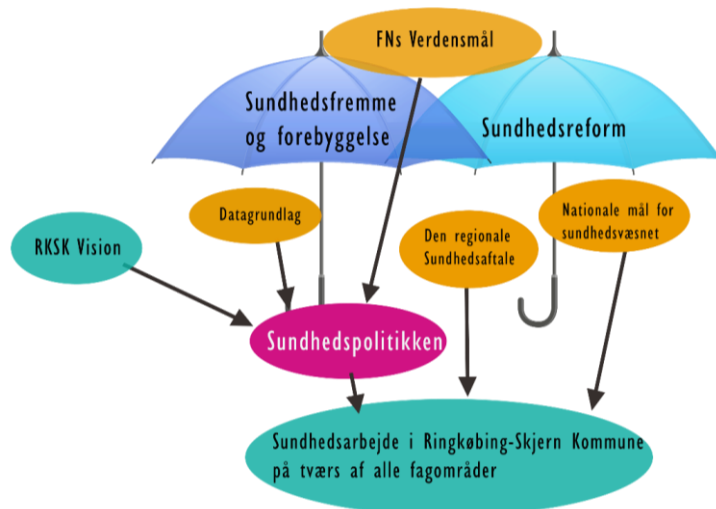 FNs Verdensmål
Sundhedsfremme
og forebyggelse
Sundhedsreform
Datagrundlag
Nationale mål for
sundhedsvæsnet
RKSK Vision
Den regionale
Sundhedsaftale
Sundhedspolitikken
Sundhedsarbejde i Ringkøbing-Skjern Kommune
på tværs af alle fagområder